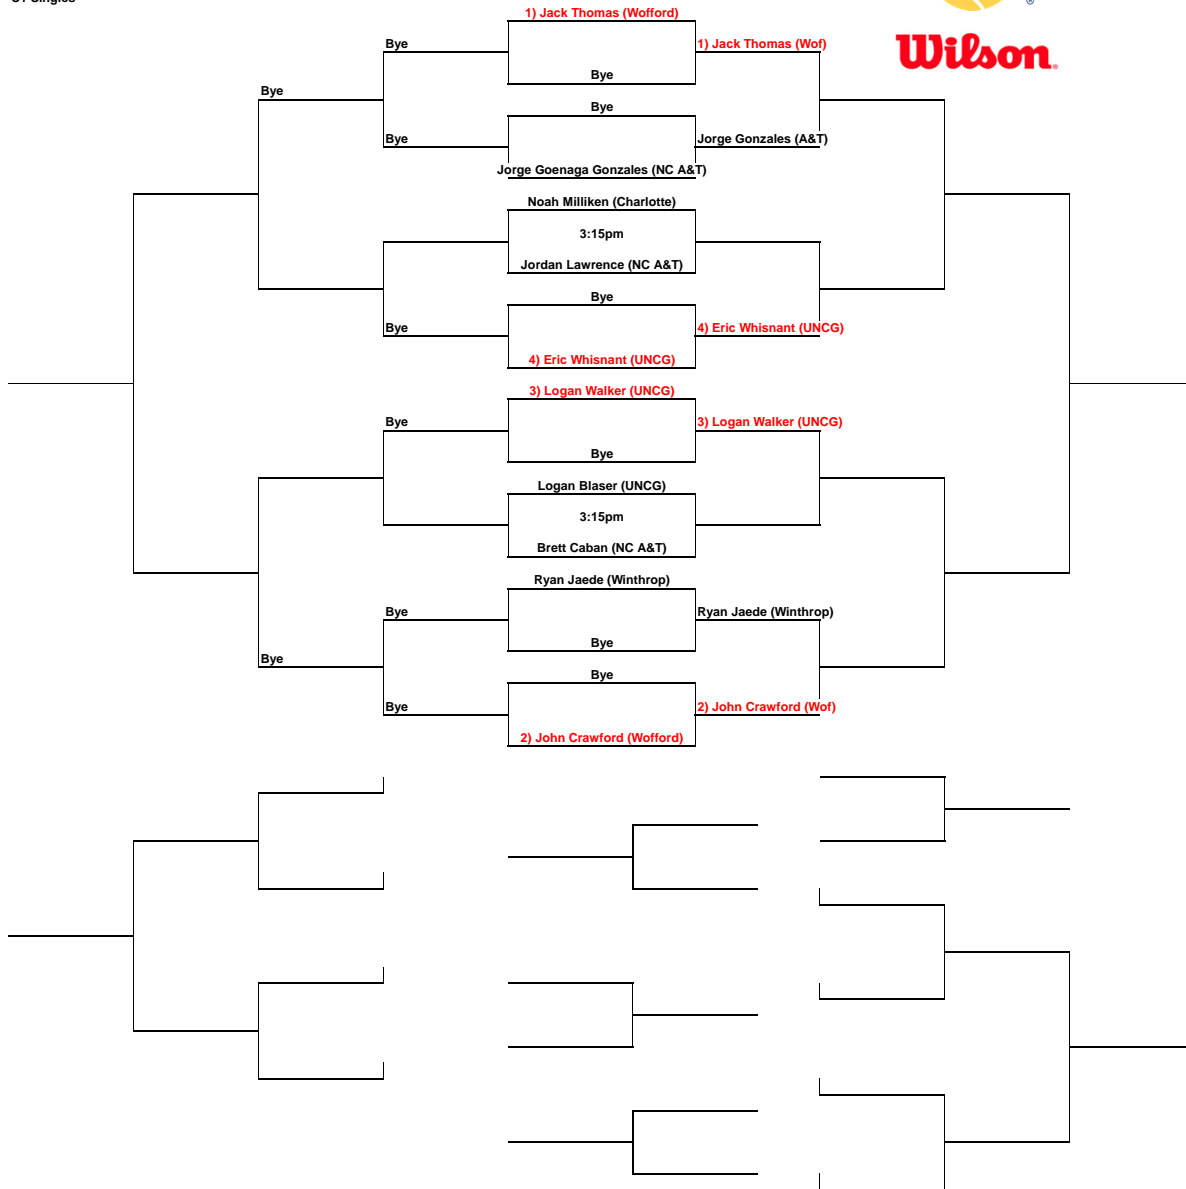 1) Jack Thomas (Wofford)
Bye
1) Jack Thomas (Wof)
Wilson
Bye
Bye
Bye
Bye
Jorge Gonzales (A&T)
Jorge Goenaga Gonzales (NC A&T)
Noah Milliken (Charlotte)
3:15pm
Jordan Lawrence (NC A&T)
Bye
Bye
4) Eric Whisnant (UNCG)
4) Eric Whisnant (UNCG)
3) Logan Walker (UNCG)
Bye
3) Logan Walker (UNCG)
Bye
Logan Blaser (UNCG)
3:15pm
Brett Caban (NC A&T)
Ryan Jaede (Winthrop)
Bye
Ryan Jaede (Winthrop)
Bye
Bye
Bye
Bye
2) John Crawford (Wof)
2) John Crawford (Wofford)